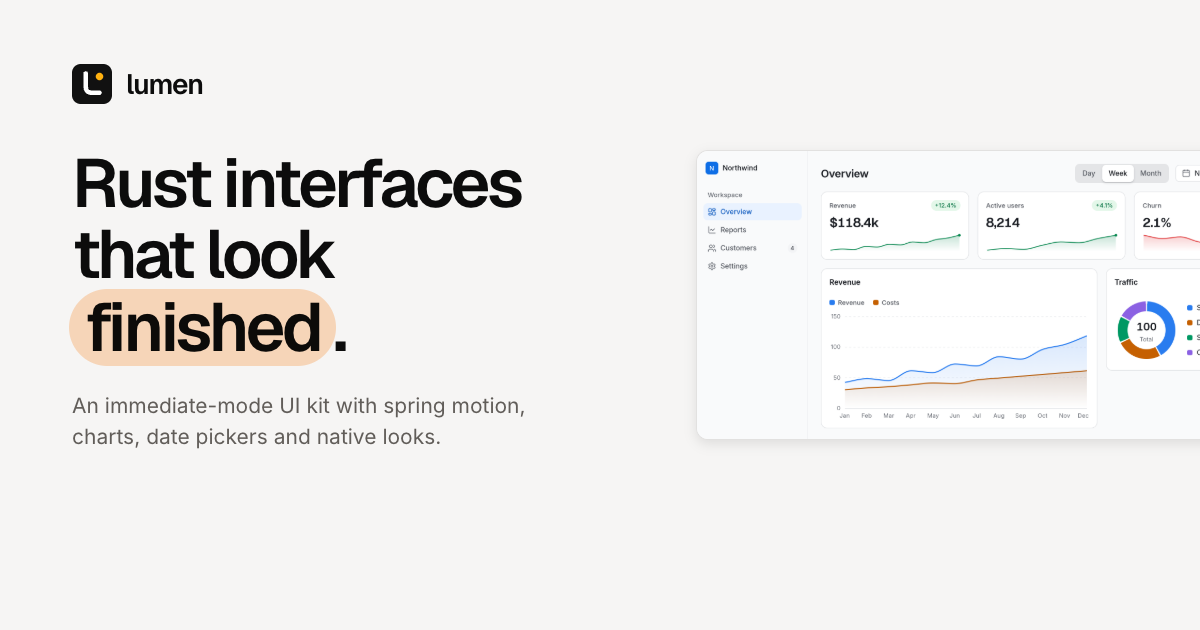 lumen
Rust interfaces
that look
finished.
An immediate-mode UI kit with spring motion,
charts, date pickers and native looks.
N Northwind
Workspace
Overview
Reports
Customers 4
Settings
Overview
Day Week Month
Revenue +12.4%
$118.4k
Active users +4.1%
8,214
Churn
2.1%
Revenue
Revenue Costs
150
100
50
0
Jan Feb Mar Apr May Jun Jul Aug Sep Oct Nov Dec
Traffic
100
Total